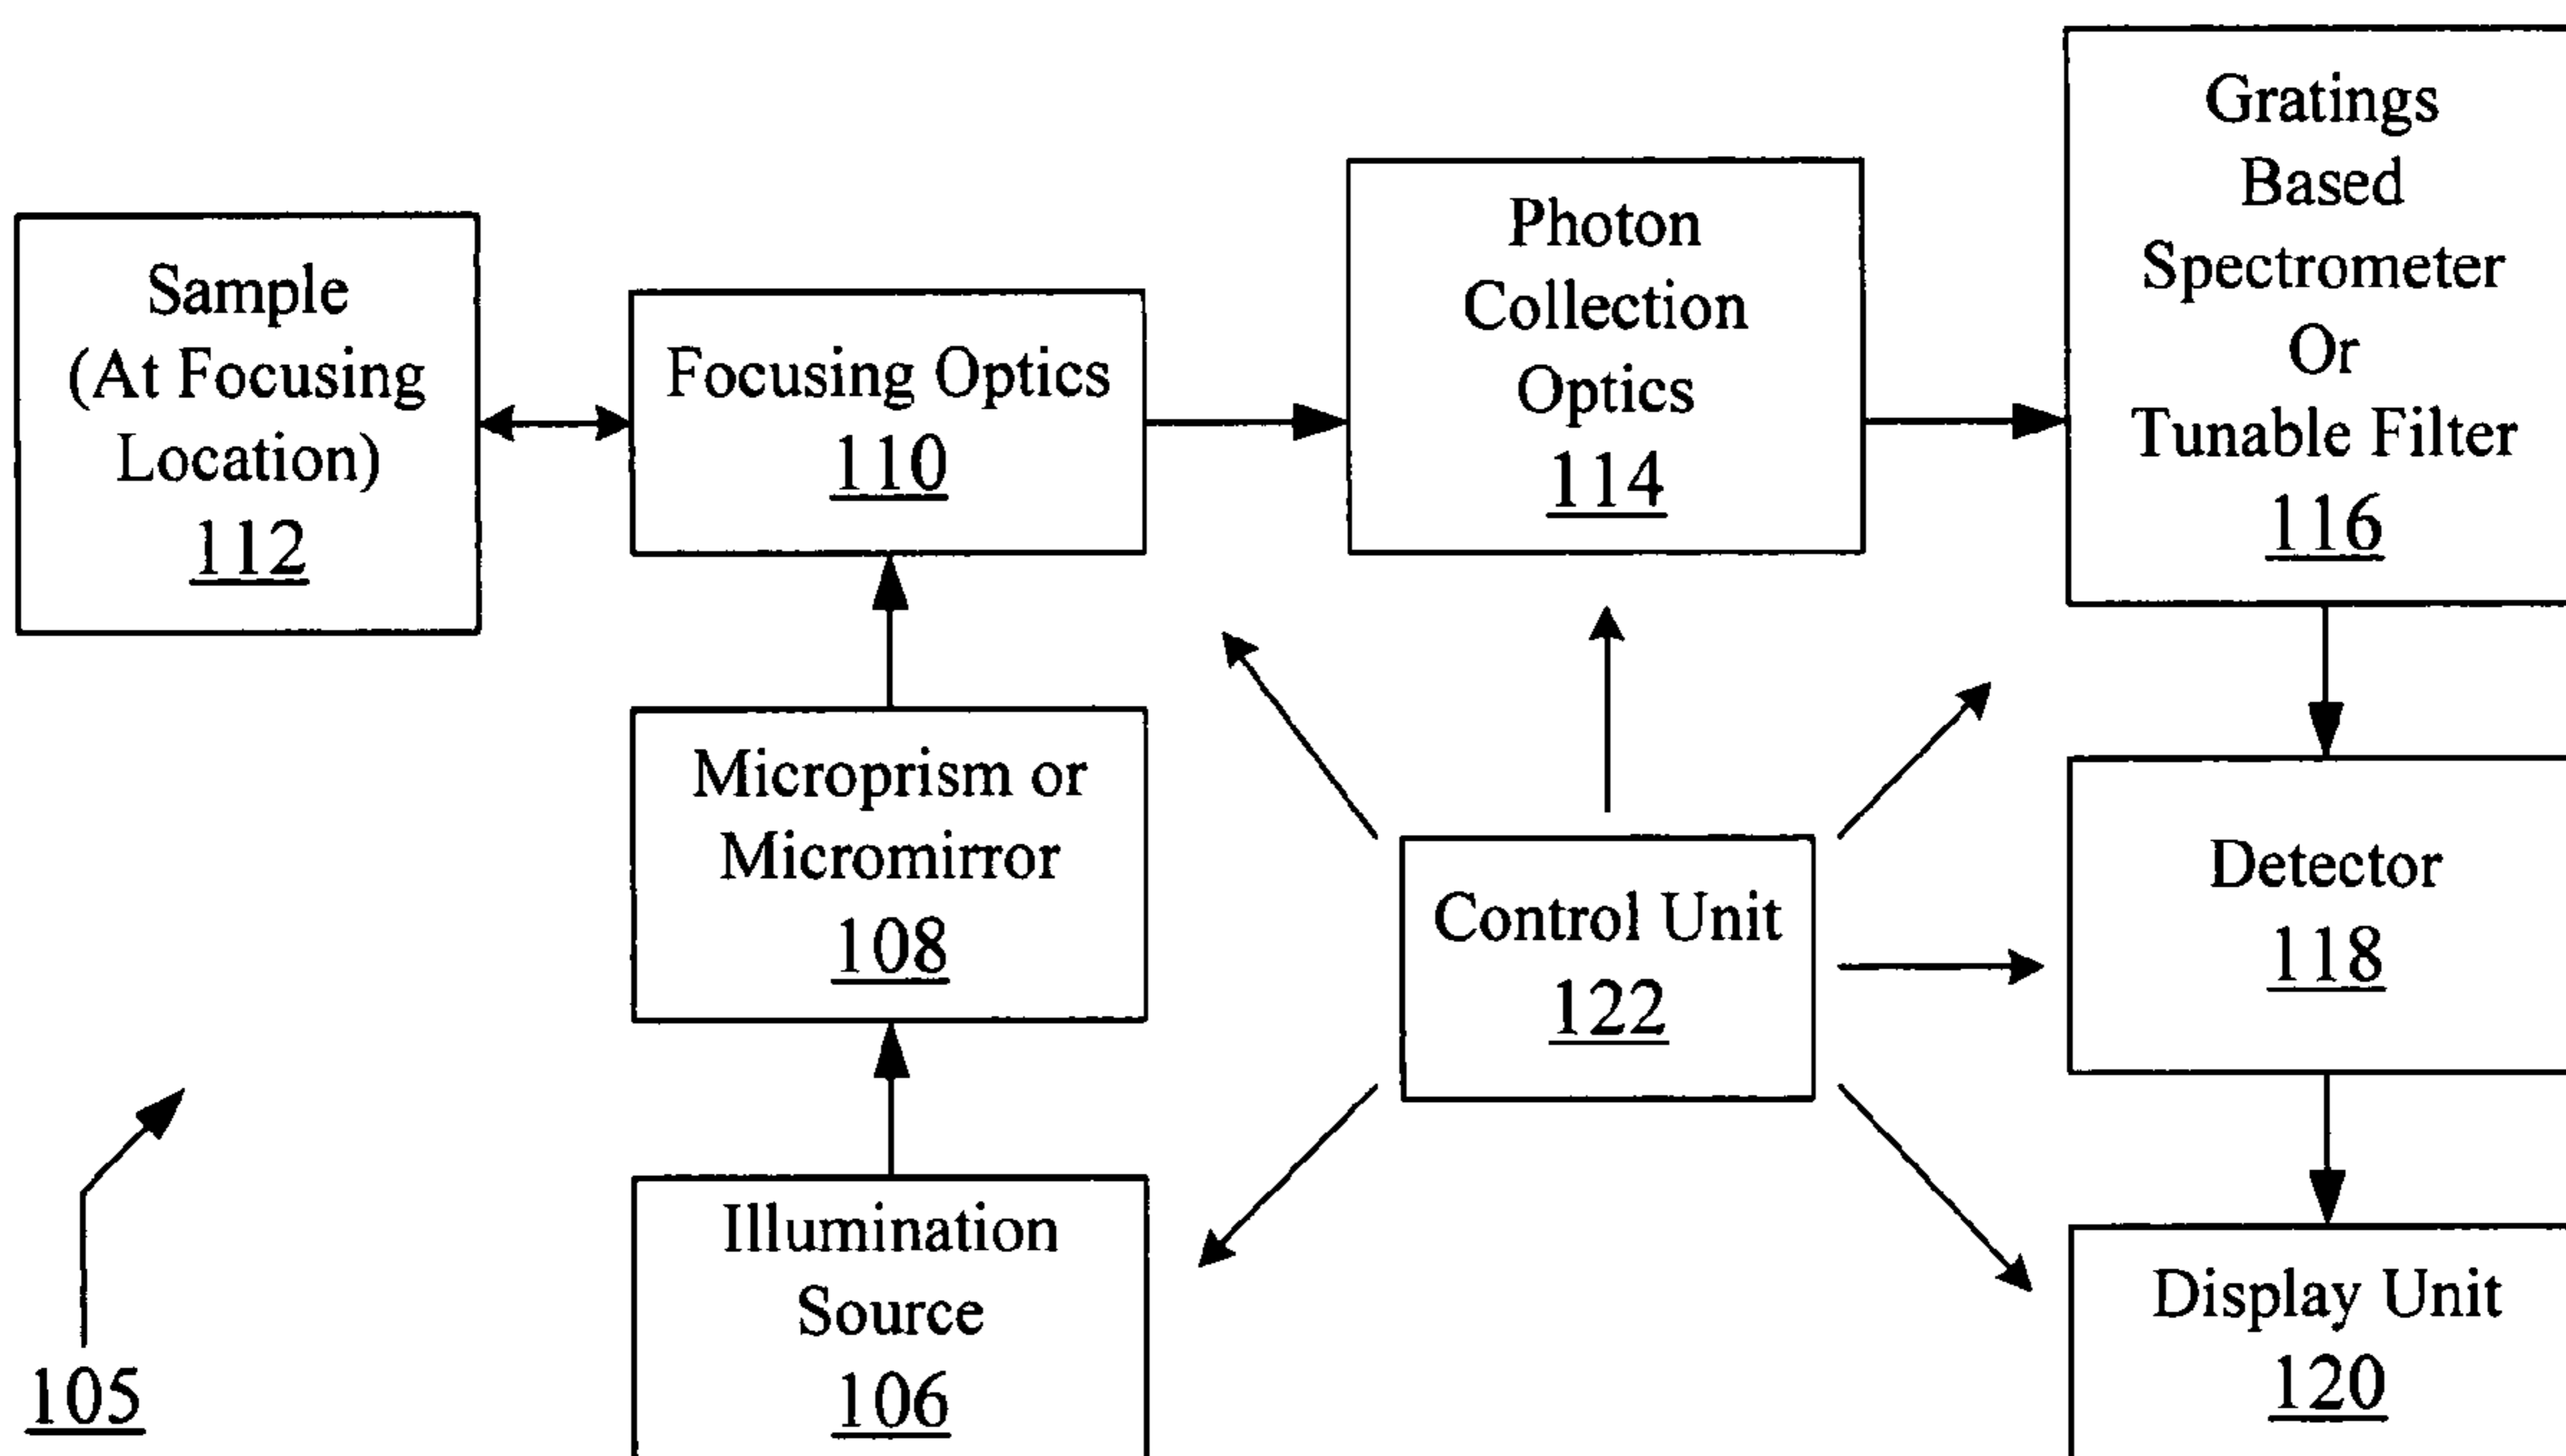 Sample
(At Focusing
Location)
112
Focusing Optics
110
Photon
Collection
Optics
114
Gratings
Based
Spectrometer
Or
Tunable Filter
116
Microprism or
Micromirror
108
Control Unit
122
Detector
118
Illumination
Source
106
Display Unit
120
105